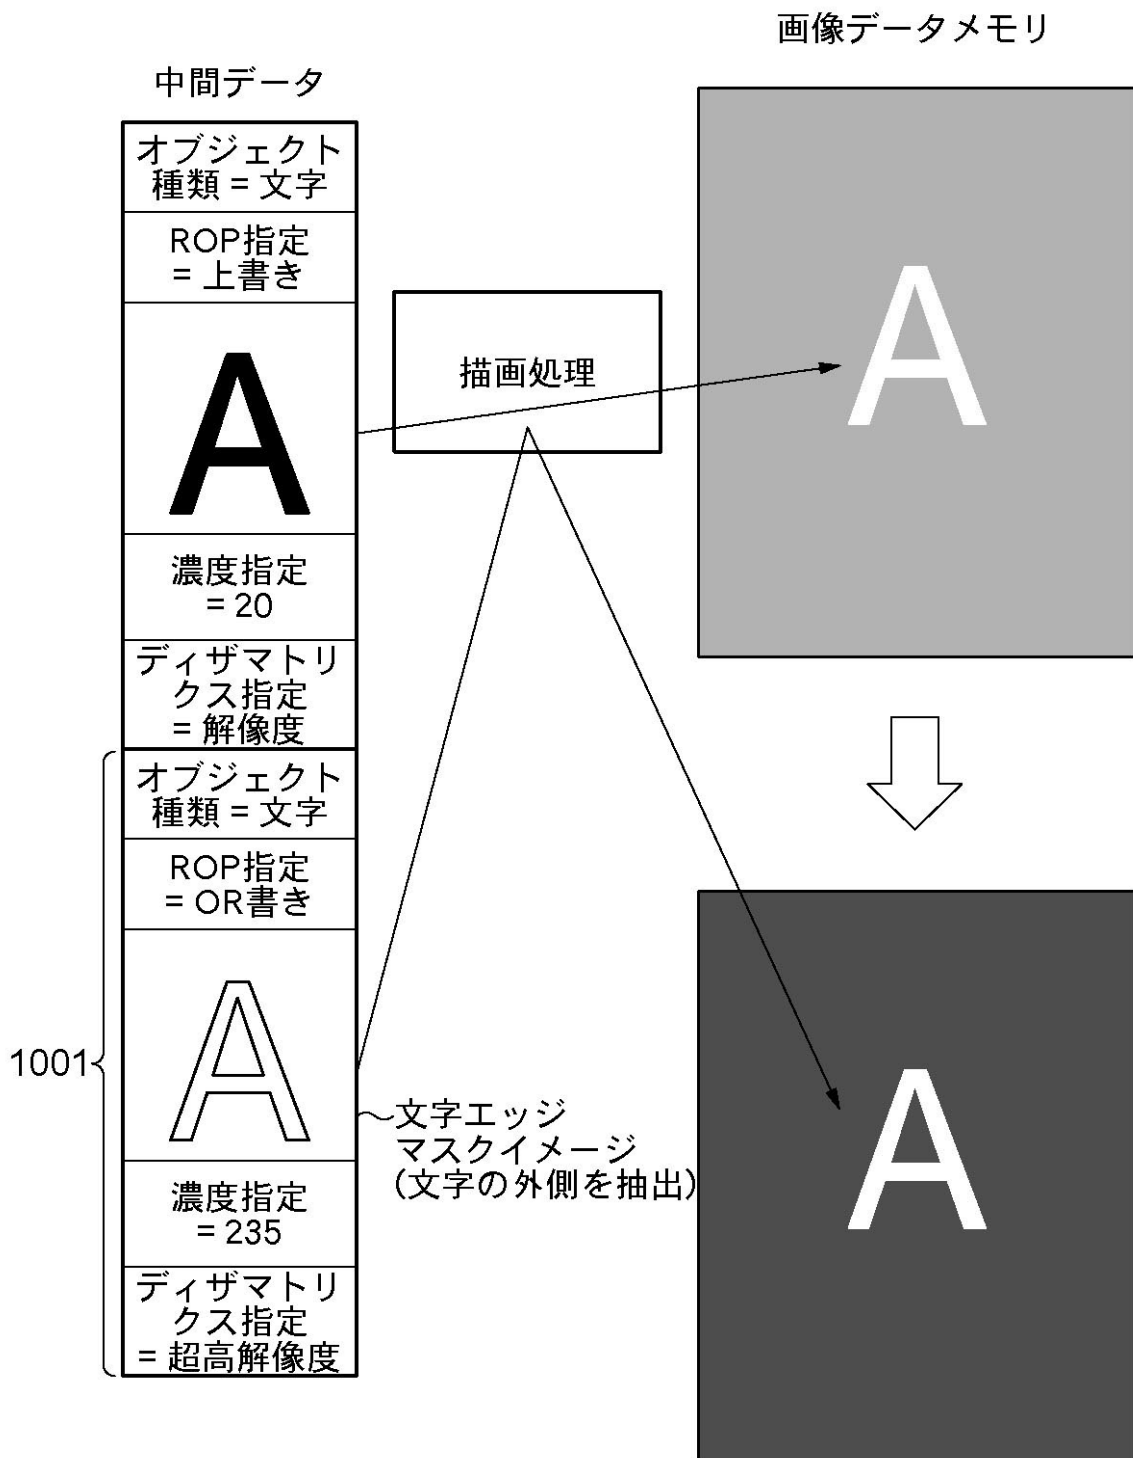 画像データメモリ
中間データ
オブジェクト
種類 = 文字
ROP指定
= 上書き
A
濃度指定
= 20
ディザマトリ
クス指定
= 解像度
オブジェクト
種類 = 文字
ROP指定
= OR書き
A
濃度指定
= 235
ディザマトリ
クス指定
= 超高解像度
1001
描画処理
文字エッジ
マスクイメージ
(文字の外側を抽出)
A
A